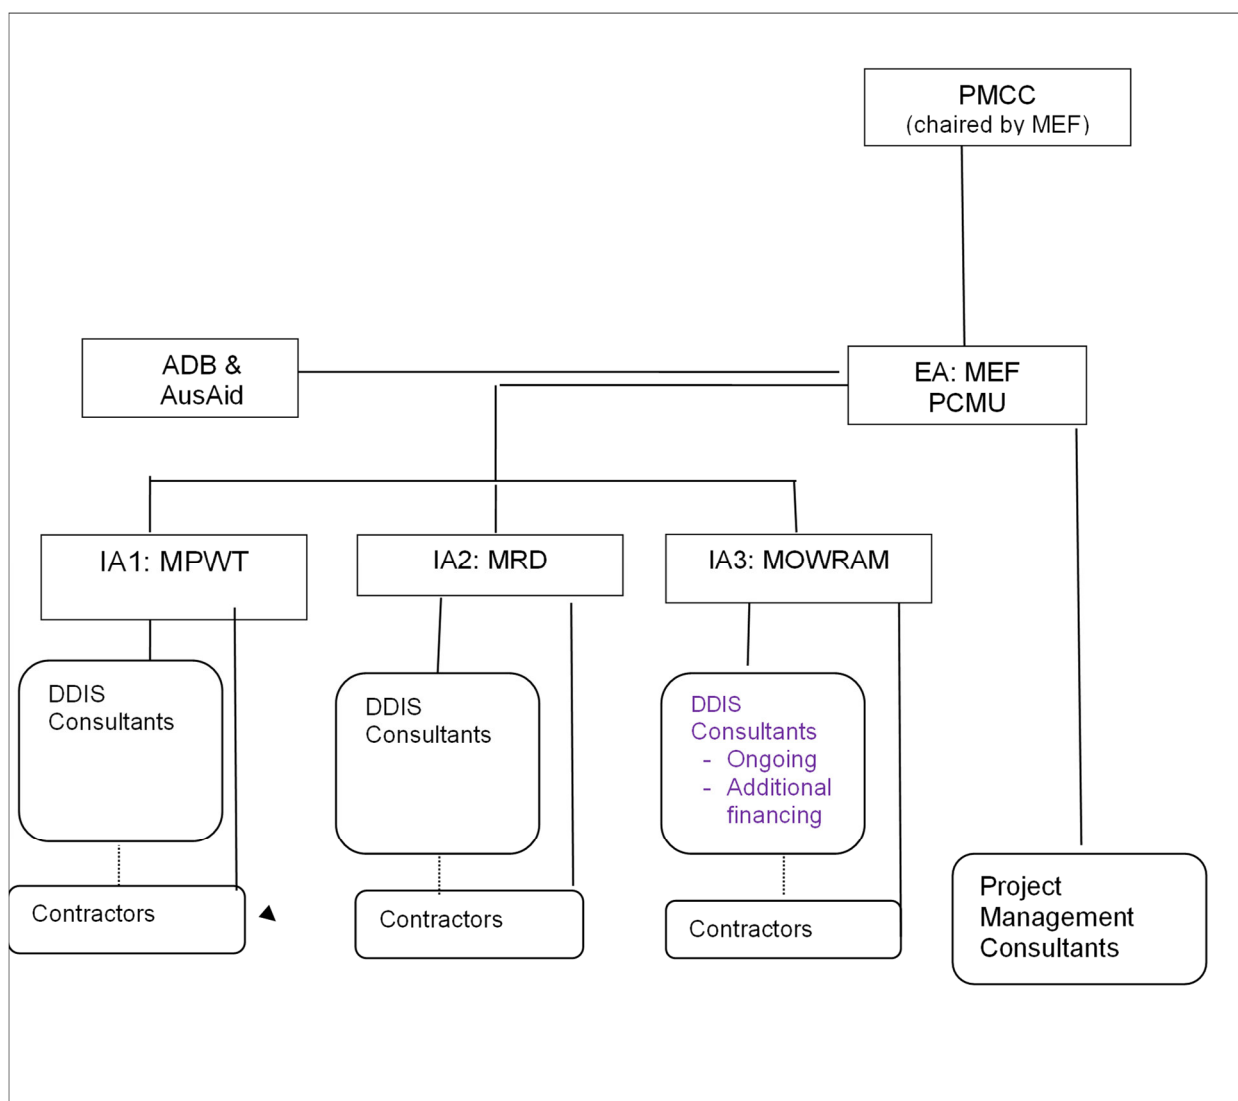 PMCC
(chaired by MEF)
ADB &
AusAid
EA: MEF
PCMU
IA1: MPWT
IA2: MRD
IA3: MOWRAM
DDIS
Consultants
DDIS
Consultants
DDIS
Consultants
- Ongoing
- Additional
financing
Contractors
Contractors
Contractors
Project
Management
Consultants